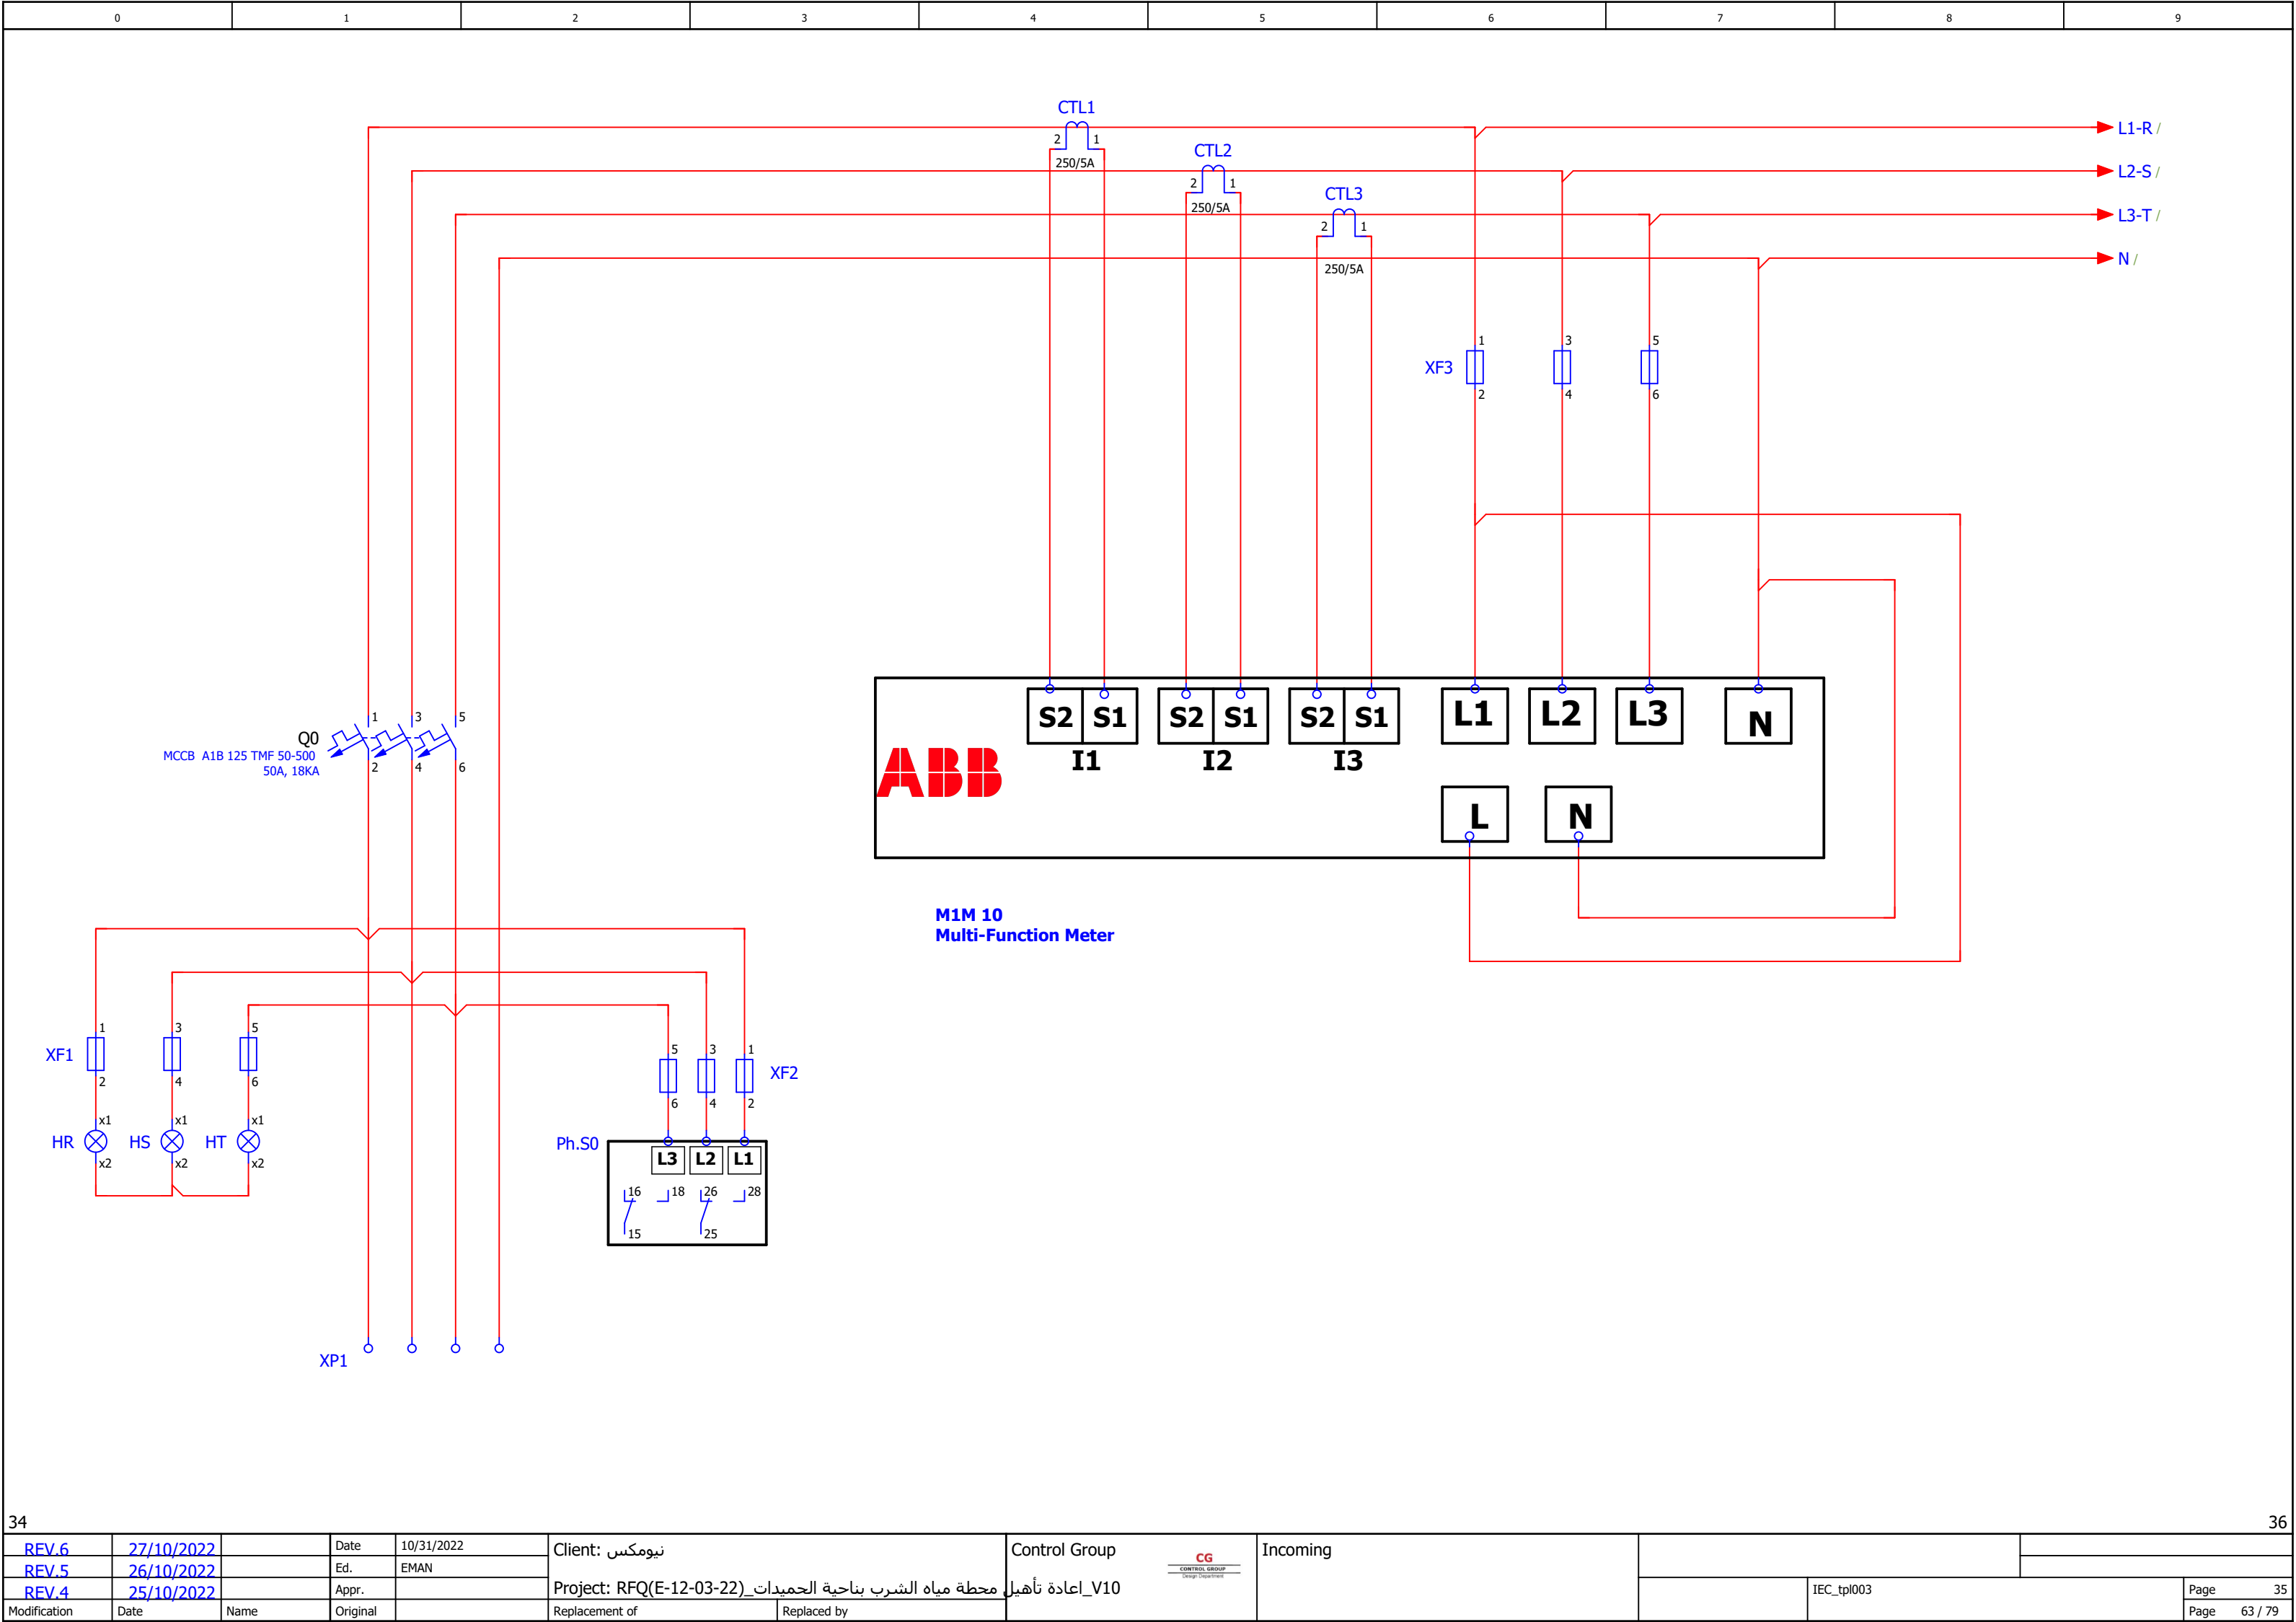 0 1 2 3 4 5 6 7 8 9
CTL1
2 1
250/5A
L1-R /
CTL2
2 1
250/5A
L2-S /
CTL3
2 1
250/5A
L3-T /
N /
XF3
1 3 5
2 4 6
S2 S1 S2 S1 S2 S1 L1 L2 L3 N
I1 I2 I3
ABB
L N
M1M 10
Multi-Function Meter
Q0
MCCB A1B 125 TMF 50-500
50A, 18KA
1 3 5
2 4 6
XF1
1 3 5
2 4 6
HR HS HT
x1 x1 x1
x2 x2 x2
5 3 1
XF2
6 4 2
Ph.S0
L3 L2 L1
16 18 26 28
15 25
XP1
34
36
REV.6 27/10/2022
REV.5 26/10/2022
REV.4 25/10/2022
Modification Date Name
Date 10/31/2022
Ed. EMAN
Appr.
Original
Client: نيومكس
Project: RFQ(E-12-03-22)_اعادة تأهيل محطة مياه الشرب بناحية الحميدات_V10
Replacement of Replaced by
Control Group
CG
CONTROL GROUP
Design Department
Incoming
IEC_tpl003
Page 35
Page 63 / 79